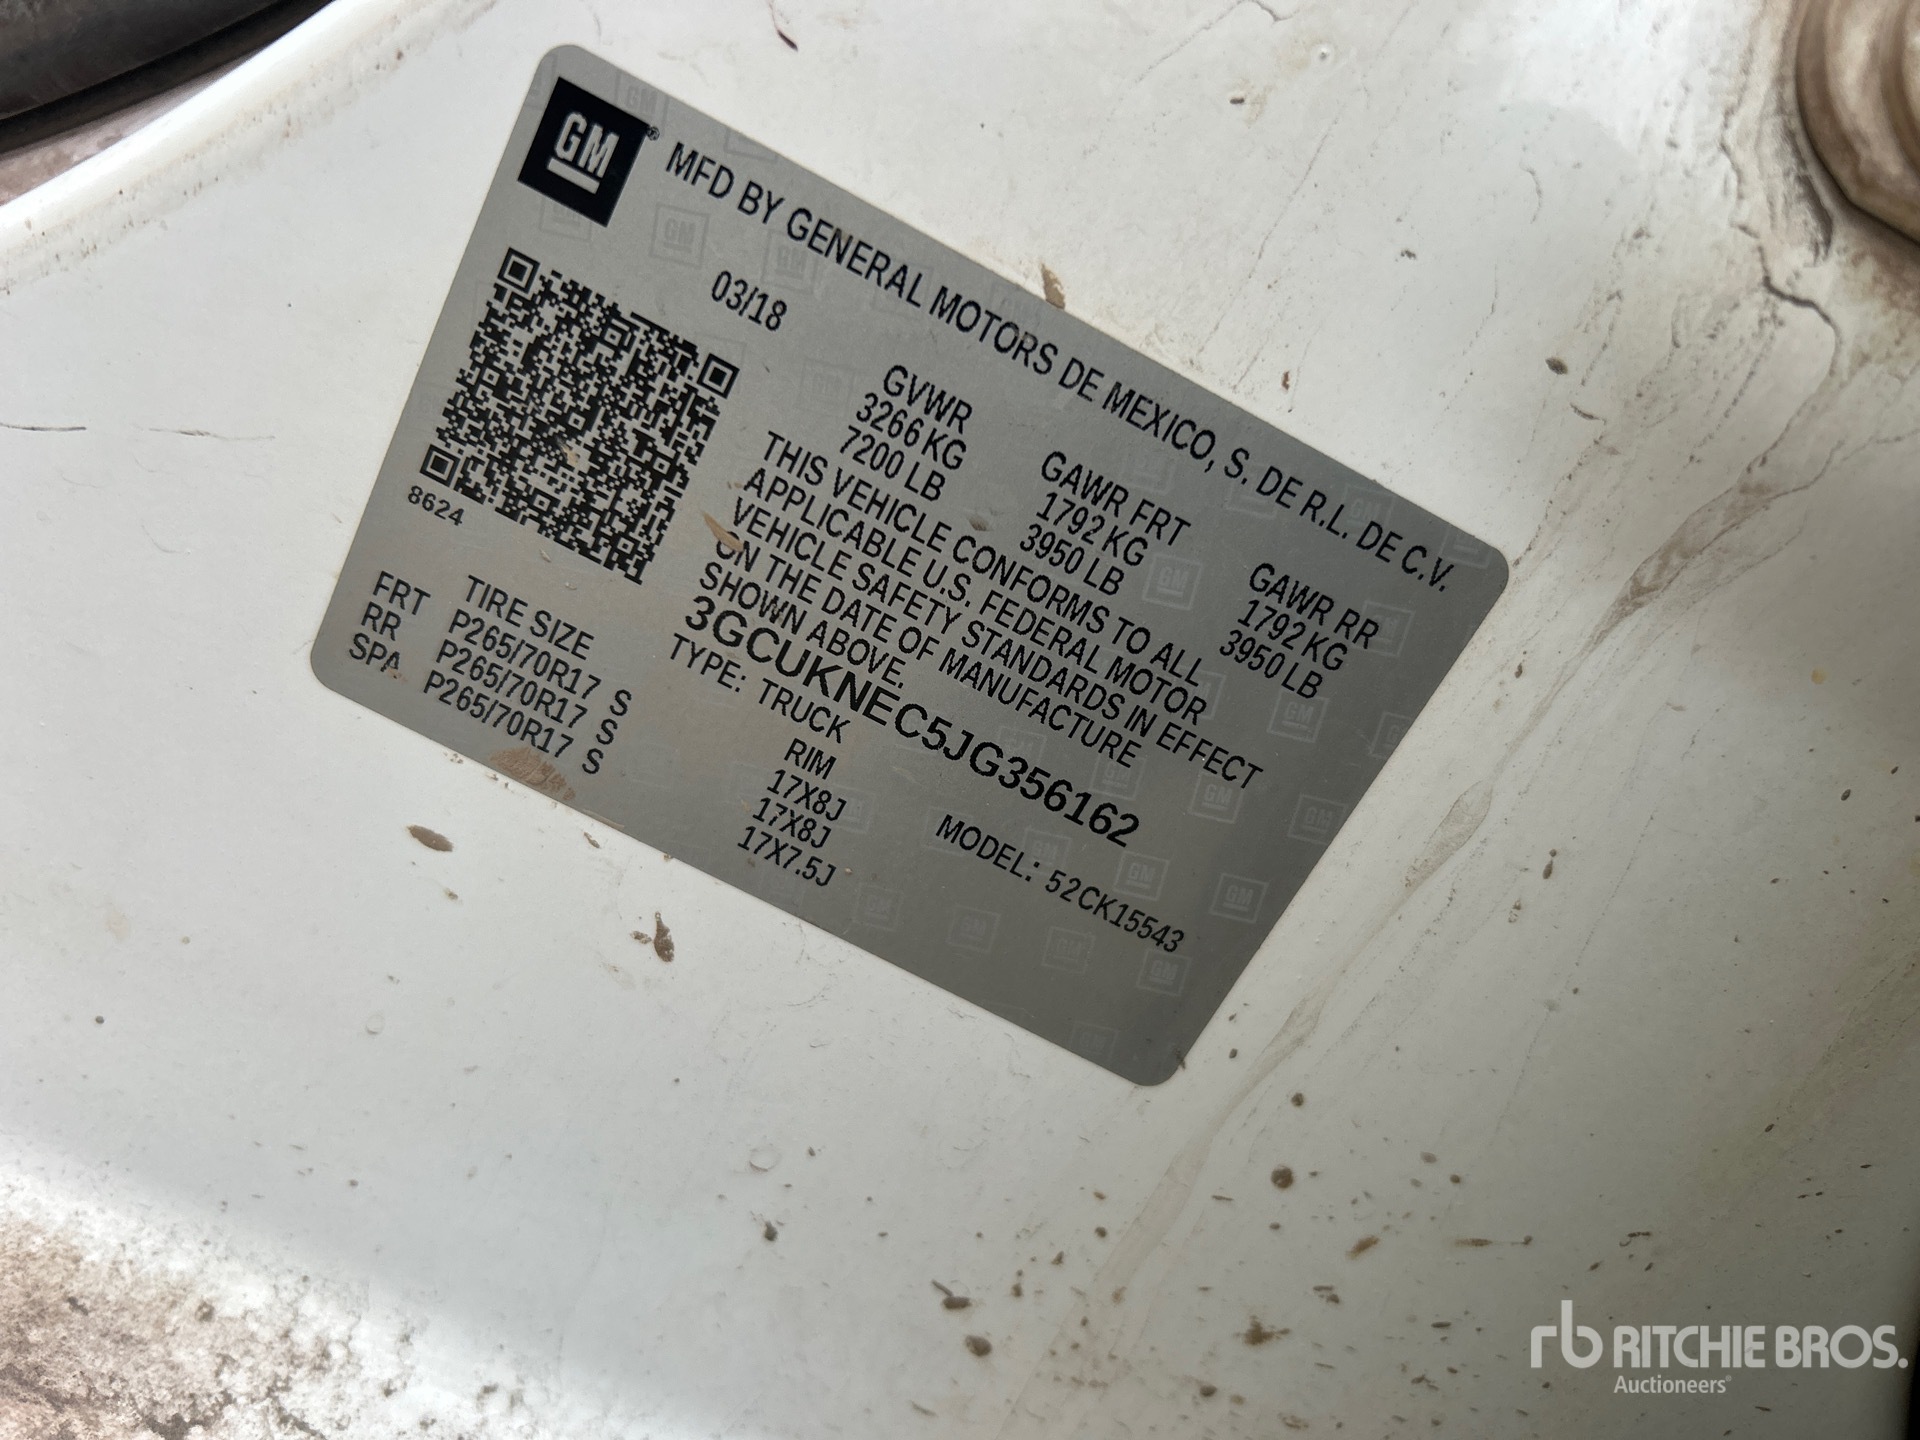 GM® MFD BY GENERAL MOTORS DE MEXICO, S. DE R.L. DE C.V.
03/18
GVWR GAWR FRT GAWR RR
3266 KG 1792 KG 1792 KG
7200 LB 3950 LB 3950 LB
THIS VEHICLE CONFORMS TO ALL
APPLICABLE U.S. FEDERAL MOTOR
VEHICLE SAFETY STANDARDS IN EFFECT
ON THE DATE OF MANUFACTURE
SHOWN ABOVE.
8624
3GCUKNEC5JG356162
TYPE: TRUCK MODEL: 52CK15543
TIRE SIZE RIM
FRT P265/70R17 S 17X8J
RR P265/70R17 S 17X8J
SPA P265/70R17 S 17X7.5J
rb RITCHIE BROS.
Auctioneers®